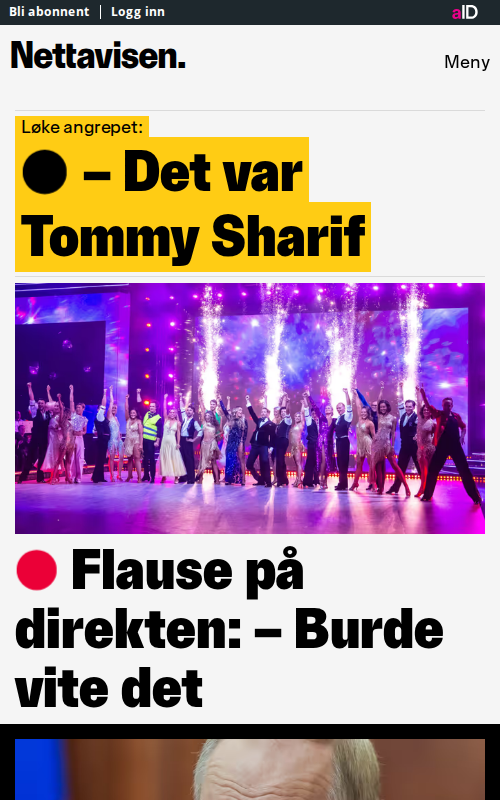 Bli abonnent | Logg inn
aID
Nettavisen.
Meny
Løke angrepet:
– Det var
Tommy Sharif
Flause på
direkten: – Burde
vite det